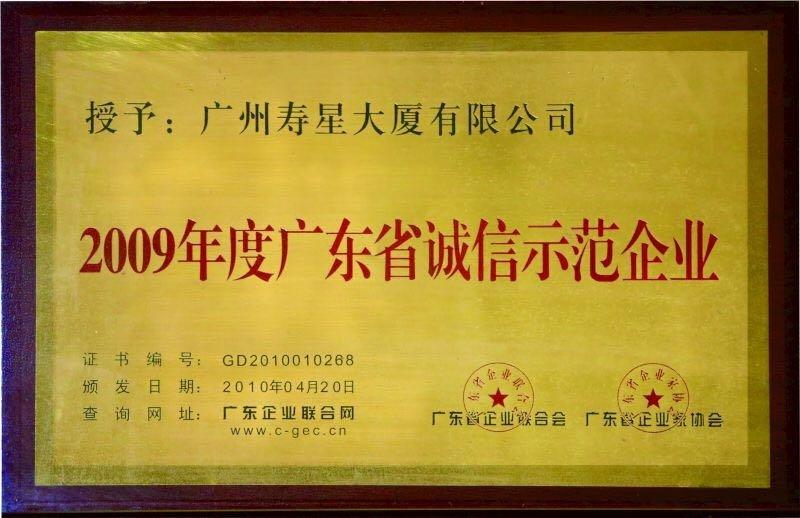 授予：广州寿星大厦有限公司
2009年度广东省诚信示范企业
证书编号：GD2010010268
颁发日期：2010年04月20日
查询网址：广东企业联合网
www.c-gec.cn
广东省企业联合会
广东省企业家协会